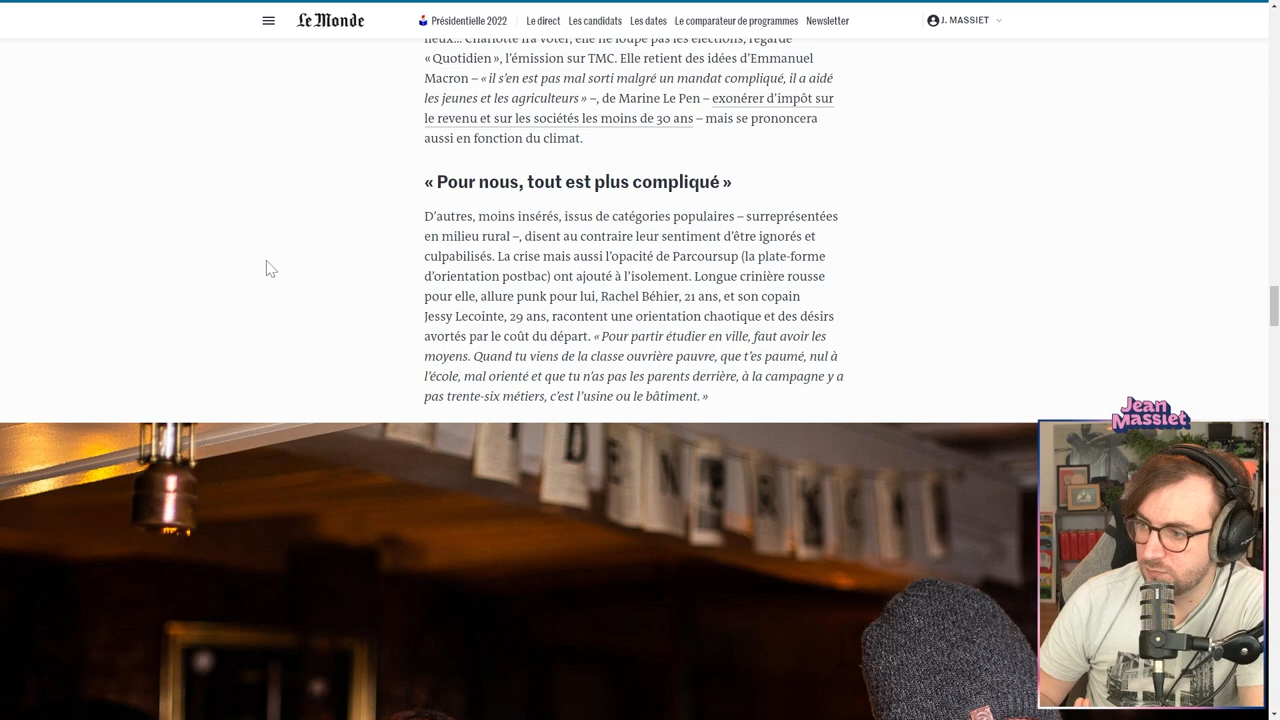 Le Monde
Présidentielle 2022
Le direct
Les candidats
Les dates
Le comparateur de programmes
Newsletter
J. MASSIET
lieux… Charlotte ira voter, elle ne loupe pas les élections, regarde
« Quotidien », l’émission sur TMC. Elle retient des idées d’Emmanuel
Macron – « il s’en est pas mal sorti malgré un mandat compliqué, il a aidé
les jeunes et les agriculteurs » –, de Marine Le Pen – exonérer d’impôt sur
le revenu et sur les sociétés les moins de 30 ans – mais se prononcera
aussi en fonction du climat.
« Pour nous, tout est plus compliqué »
D’autres, moins insérés, issus de catégories populaires – surreprésentées
en milieu rural –, disent au contraire leur sentiment d’être ignorés et
culpabilisés. La crise mais aussi l’opacité de Parcoursup (la plate-forme
d’orientation postbac) ont ajouté à l’isolement. Longue crinière rousse
pour elle, allure punk pour lui, Rachel Béhier, 21 ans, et son copain
Jessy Lecointe, 29 ans, racontent une orientation chaotique et des désirs
avortés par le coût du départ. « Pour partir étudier en ville, faut avoir les
moyens. Quand tu viens de la classe ouvrière pauvre, que t’es paumé, nul à
l’école, mal orienté et que tu n’as pas les parents derrière, à la campagne y a
pas trente-six métiers, c’est l’usine ou le bâtiment. »
Jean
Massiet